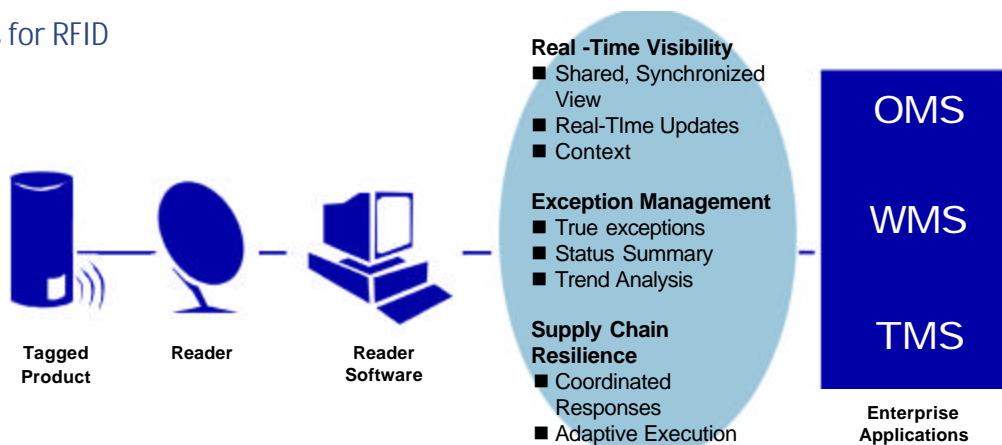 for RFID
Real -Time Visibility
■ Shared, Synchronized
View
■ Real-TIme Updates
■ Context
Exception Management
■ True exceptions
■ Status Summary
■ Trend Analysis
Supply Chain
Resilience
■ Coordinated
Responses
■ Adaptive Execution
Tagged
Product
Reader
Reader
Software
OMS
WMS
TMS
Enterprise
Applications